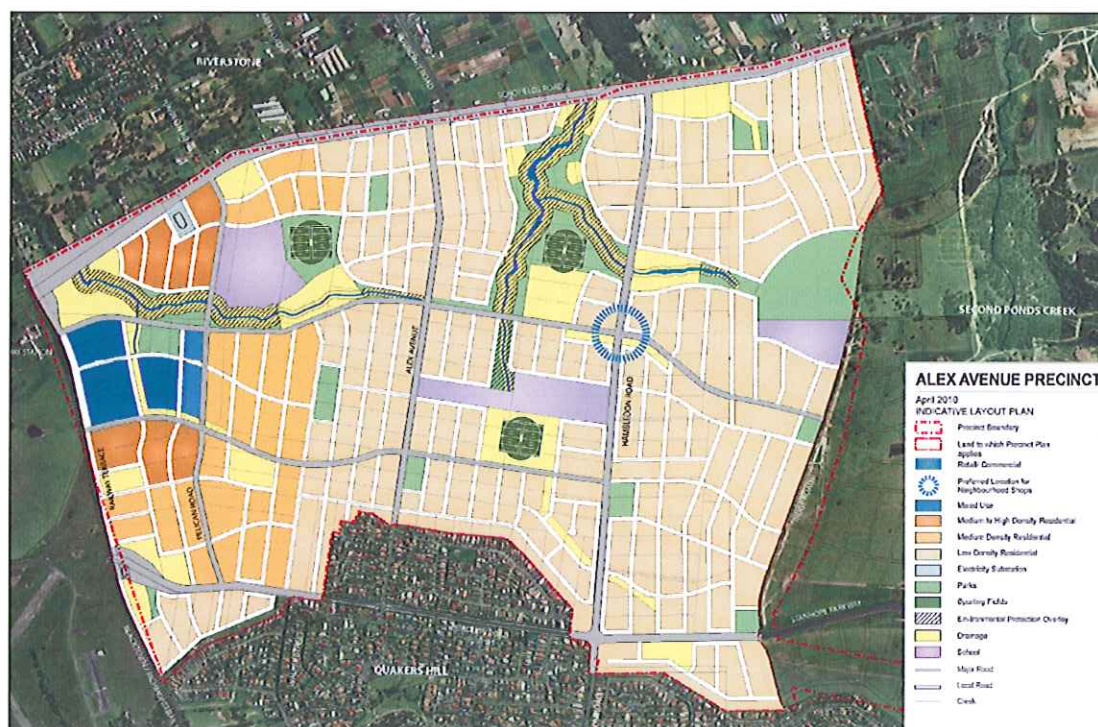 RIVERSTONE
SCHOFIELDS ROAD
SECOND PONDS CREEK
ALEX AVENUE
HAMBLEDON ROAD
RAILWAY TERRACE
PELICAN ROAD
QUAKERS HILL
STANHOPE PARKWAY
ALEX AVENUE PRECINCT
April 2010
INDICATIVE LAYOUT PLAN
Precinct Boundary
Land to which Precinct Plan
applies
Retail/ Commercial
Preferred Location for
Neighbourhood Shops
Mixed Use
Medium to High Density Residential
Medium Density Residential
Low Density Residential
Electricity Substation
Parks
Sporting Fields
Environmental Protection Overlay
Drainage
School
Major Road
Local Road
Creek